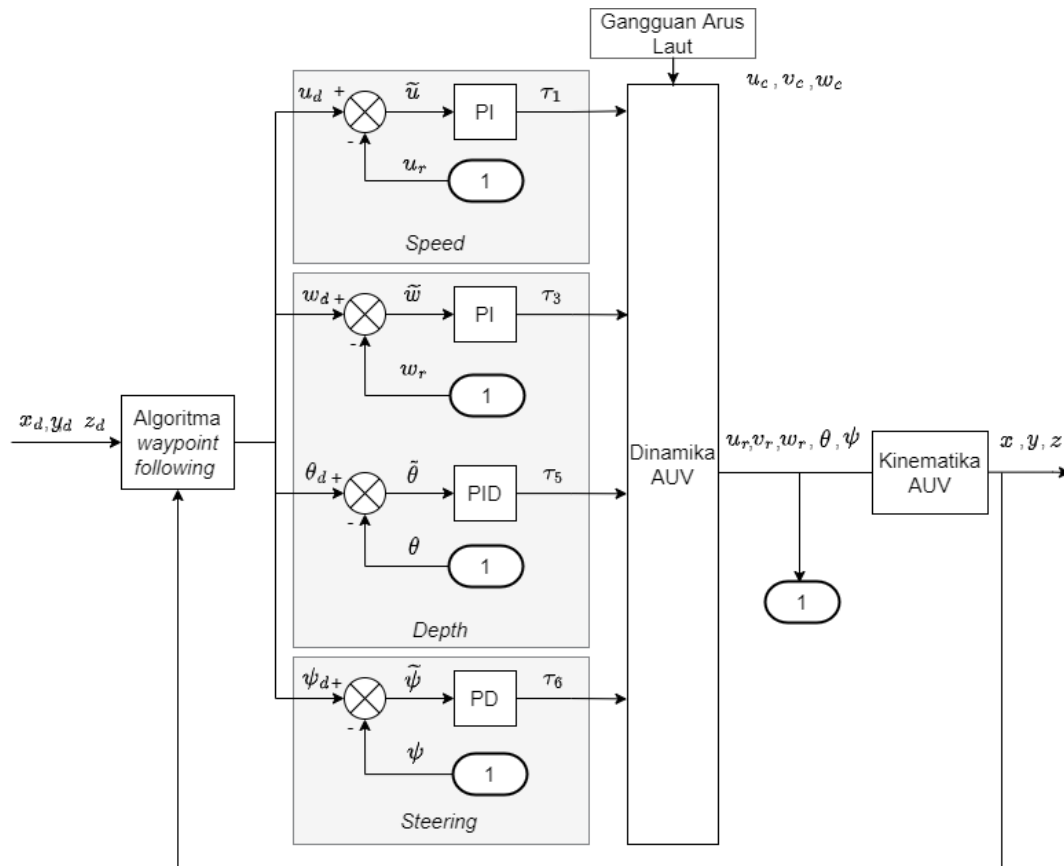 Gangguan Arus
Laut
u_c , v_c , w_c
u_d + ũ PI τ_1
-
u_r 1
Speed
w_d + w̃ PI τ_3
-
w_r 1
x_d, y_d z_d
Algoritma
waypoint
following
θ_d + θ̃ PID τ_5
-
θ 1
Depth
Dinamika
AUV
u_r, v_r, w_r, θ, ψ
Kinematika
AUV
x , y, z
1
ψ_d + ψ̃ PD τ_6
-
ψ 1
Steering